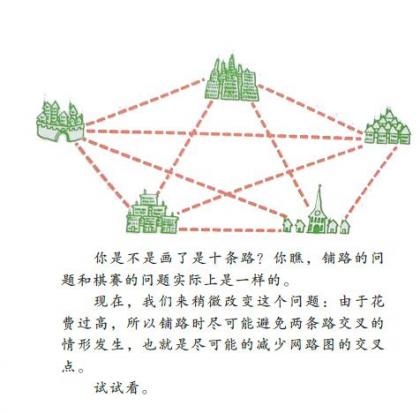 你是不是画了是十条路？你瞧，铺路的问
题和棋赛的问题实际上是一样的。
现在，我们来稍微改变这个问题：由于花
费过高，所以铺路时尽可能避免两条路交叉的
情形发生，也就是尽可能的减少网路图的交叉
点。
试试看。